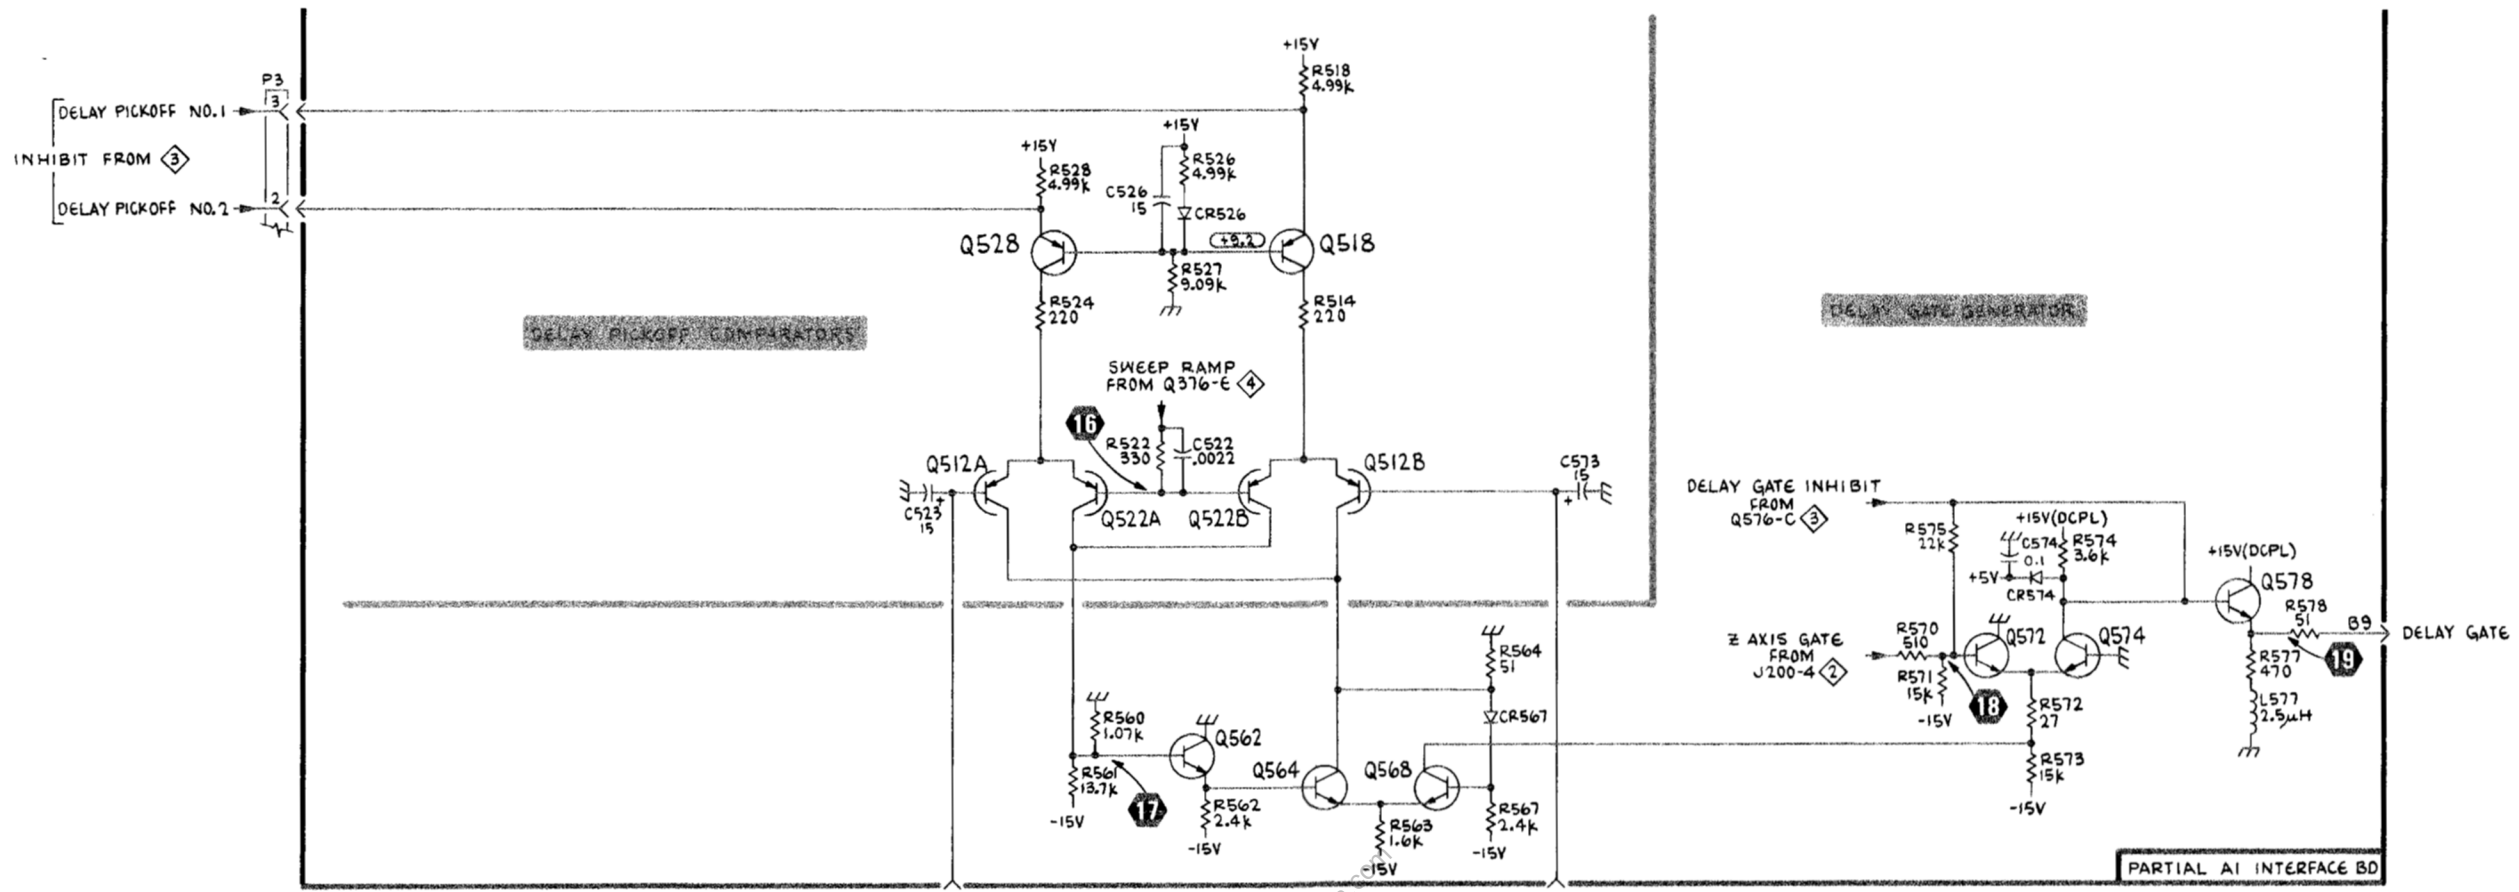 +15V
R518
4.99k
P3
3
DELAY PICKOFF NO.1
INHIBIT FROM 3
2
DELAY PICKOFF NO.2
+15V
R528
4.99k
+15V
R526
4.99k
C526
15
CR526
+9.2
Q528
Q518
R527
9.09k
R524
220
R514
220
DELAY PICKOFF COMPARATORS
DELAY GATE GENERATOR
SWEEP RAMP
FROM Q376-E 4
16
R522
330
C522
.0022
Q512A
Q512B
C523
15
+
Q522A
Q522B
C573
15
+
DELAY GATE INHIBIT
FROM
Q576-C 3
R575
22k
+15V(DCPL)
C574
0.1
R574
3.6k
+5V
CR574
+15V(DCPL)
Q578
R578
51
B9
DELAY GATE
19
R577
470
L577
2.5µH
Z AXIS GATE
FROM
J200-4 2
R570
510
Q572
Q574
R571
15k
-15V
18
R572
27
R573
15k
-15V
R564
51
CR567
R560
1.07k
Q562
R561
13.7k
-15V
17
Q564
Q568
R562
2.4k
-15V
R563
1.6k
-15V
R567
2.4k
-15V
PARTIAL A1 INTERFACE BD